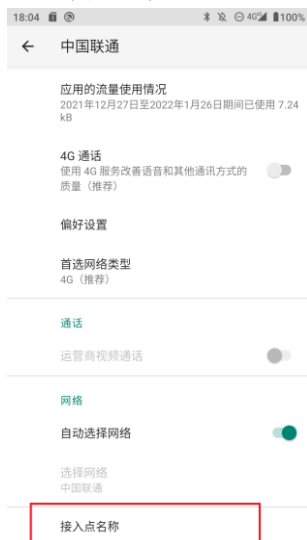 18:04 4G 100
中国联通
应用的流量使用情况
2021年12月27日至2022年1月26日期间已使用 7.24
kB
4G 通话
使用 4G 服务改善语音和其他通讯方式的
质量（推荐）
偏好设置
首选网络类型
4G（推荐）
通话
运营商视频通话
网络
自动选择网络
选择网络
中国联通
接入点名称